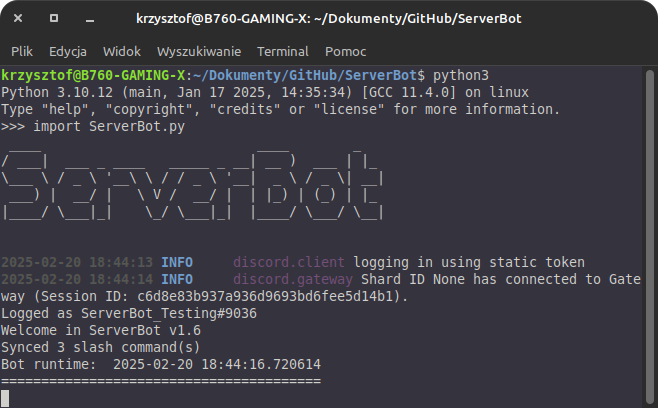 krzysztof@B760-GAMING-X: ~/Dokumenty/GitHub/ServerBot
Plik Edycja Widok Wyszukiwanie Terminal Pomoc
krzysztof@B760-GAMING-X:~/Dokumenty/GitHub/ServerBot$ python3
Python 3.10.12 (main, Jan 17 2025, 14:35:34) [GCC 11.4.0] on linux
Type "help", "copyright", "credits" or "license" for more information.
>>> import ServerBot.py
ServerBot
2025-02-20 18:44:13 INFO     discord.client logging in using static token
2025-02-20 18:44:14 INFO     discord.gateway Shard ID None has connected to Gate
way (Session ID: c6d8e83b937a936d9693bd6fee5d14b1).
Logged as ServerBot_Testing#9036
Welcome in ServerBot v1.6
Synced 3 slash command(s)
Bot runtime:  2025-02-20 18:44:16.720614
========================================